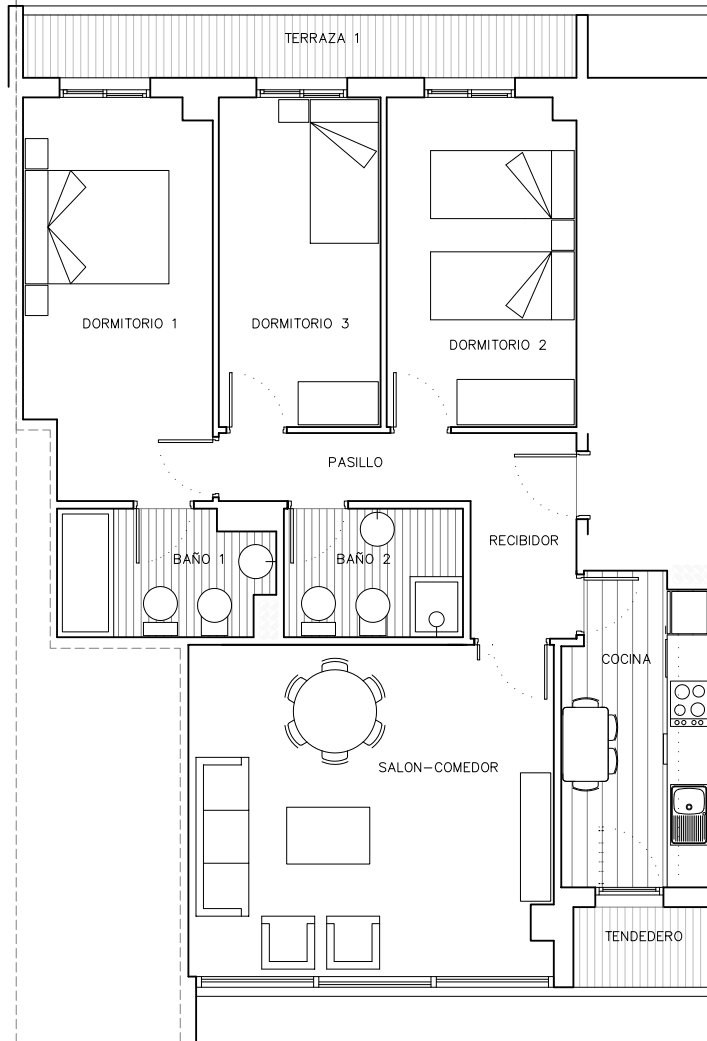 TERRAZA 1
DORMITORIO 1
DORMITORIO 3
DORMITORIO 2
PASILLO
RECIBIDOR
BAÑO 1
BAÑO 2
COCINA
SALON-COMEDOR
TENDEDERO